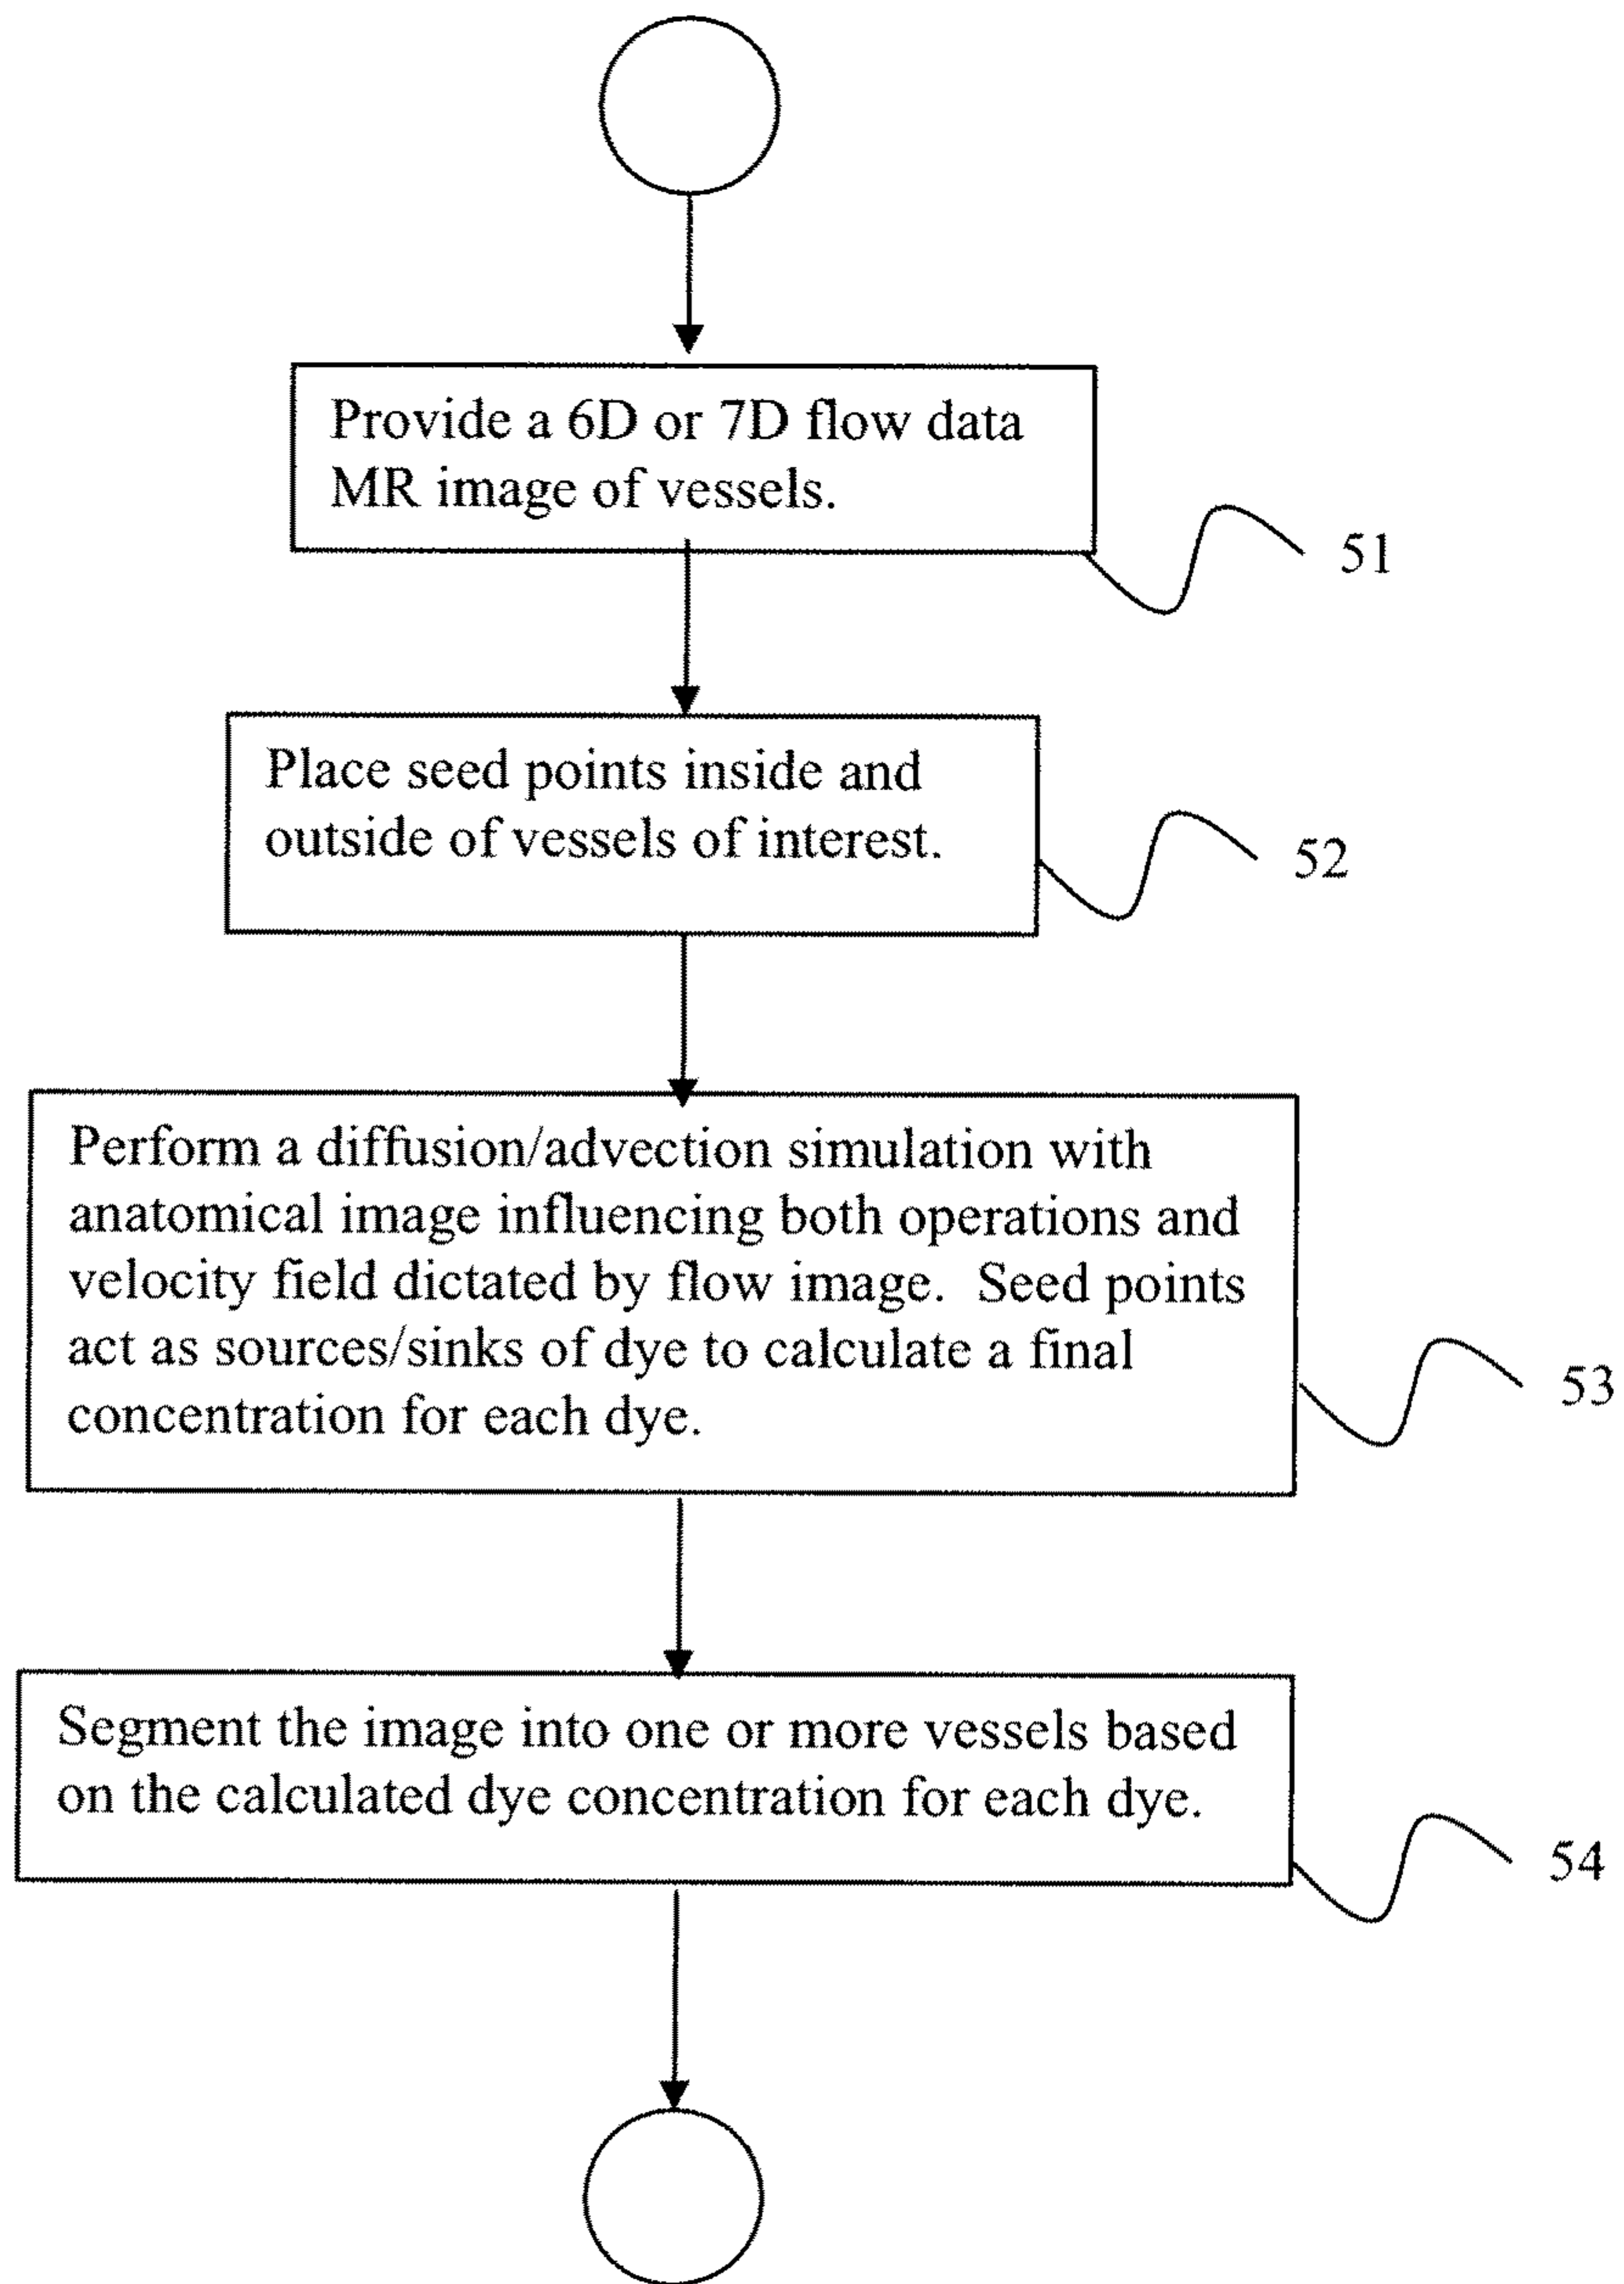 Provide a 6D or 7D flow data
MR image of vessels.
51
Place seed points inside and
outside of vessels of interest.
52
Perform a diffusion/advection simulation with
anatomical image influencing both operations and
velocity field dictated by flow image. Seed points
act as sources/sinks of dye to calculate a final
concentration for each dye.
53
Segment the image into one or more vessels based
on the calculated dye concentration for each dye.
54